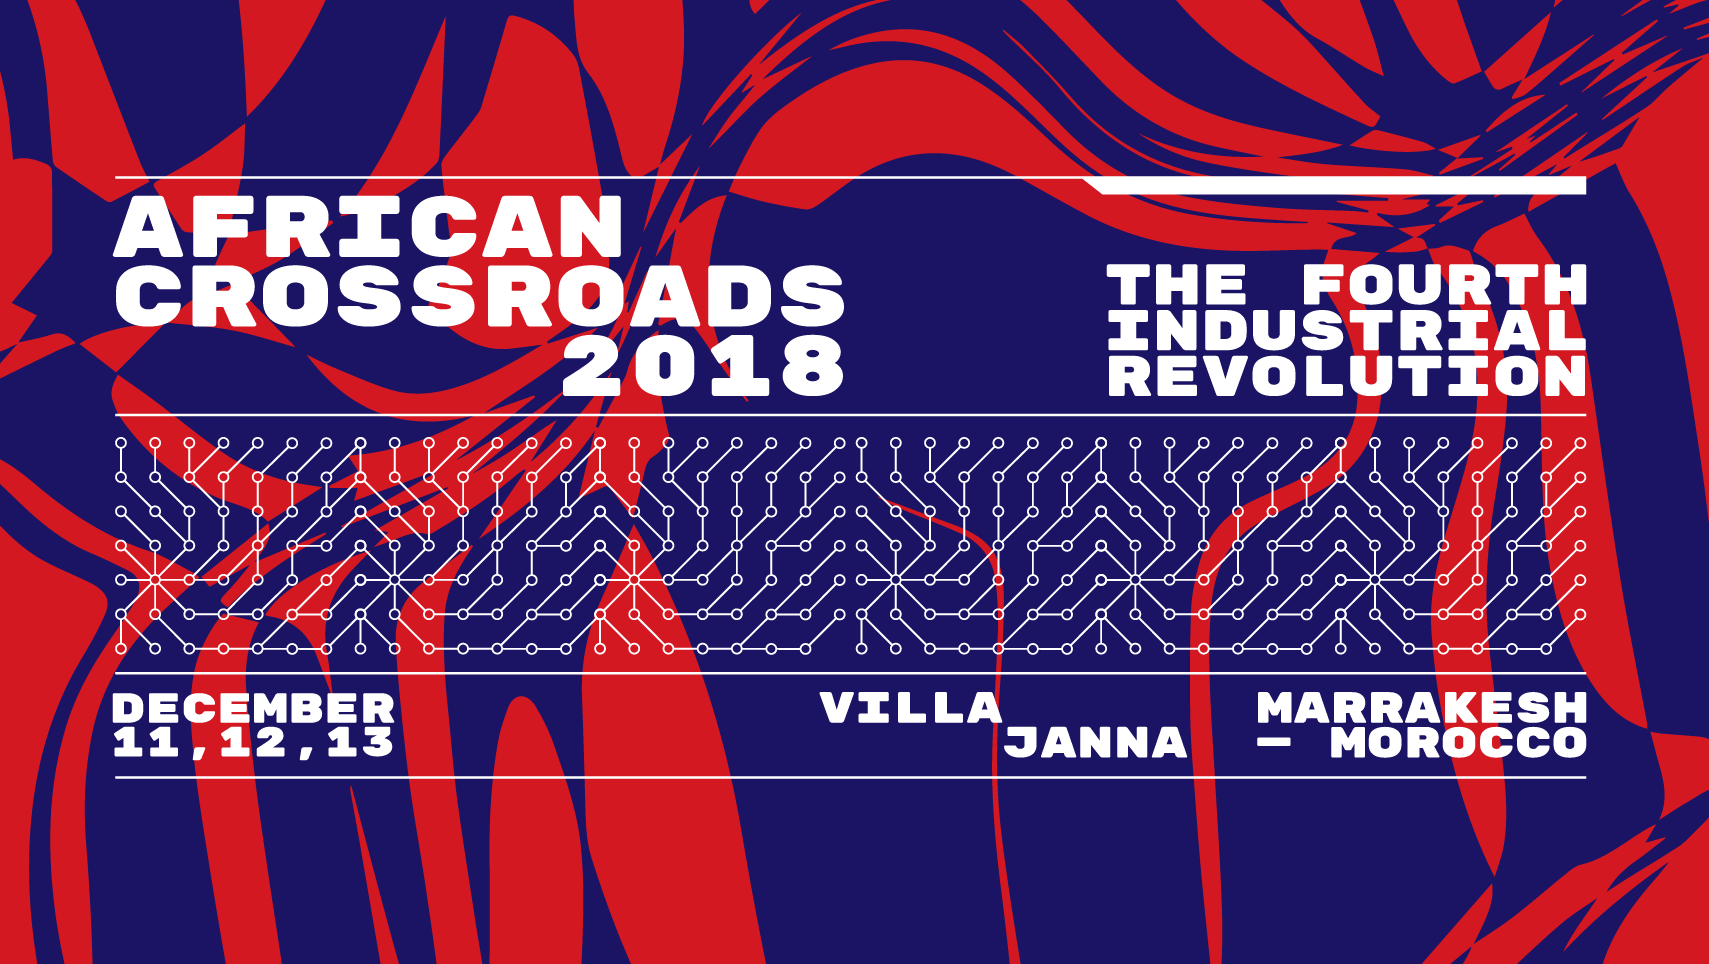 AFRICAN
CROSSROADS
2018
THE FOURTH
INDUSTRIAL
REVOLUTION
DECEMBER
11,12,13
VILLA
JANNA
MARRAKESH
— MOROCCO